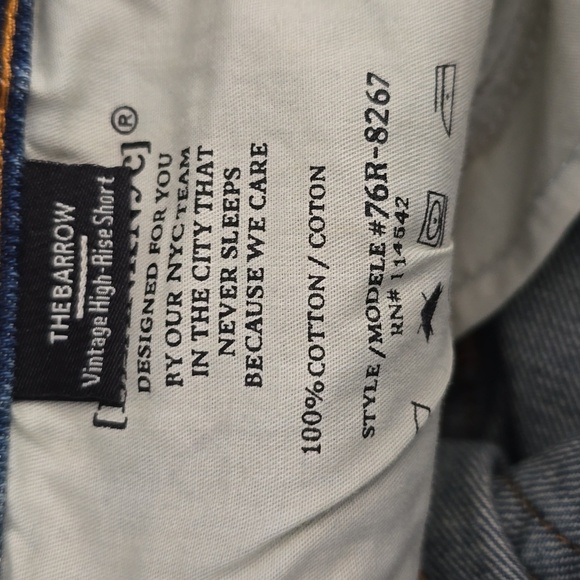 THE BARROW
Vintage High-Rise Short
DESIGNED FOR YOU
BY OUR NYC TEAM
IN THE CITY THAT
NEVER SLEEPS
BECAUSE WE CARE
100% COTTON / COTON
STYLE / MODELE #76R-8267
RN# 114642